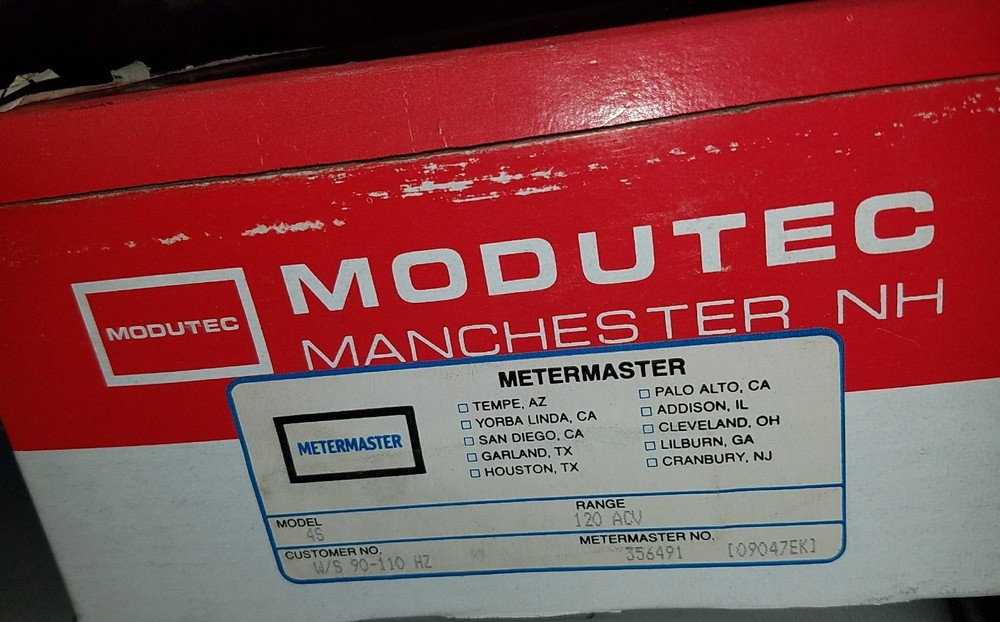 MODUTEC
MODUTEC
MANCHESTER NH
METERMASTER
METERMASTER
☐ TEMPE, AZ
☐ YORBA LINDA, CA
☐ SAN DIEGO, CA
☐ GARLAND, TX
☐ HOUSTON, TX
☐ PALO ALTO, CA
☐ ADDISON, IL
☐ CLEVELAND, OH
☐ LILBURN, GA
☐ CRANBURY, NJ
MODEL
4S
RANGE
120 ACV
CUSTOMER NO.
W/S 90-110 HZ
METERMASTER NO.
356491 [09047EK]